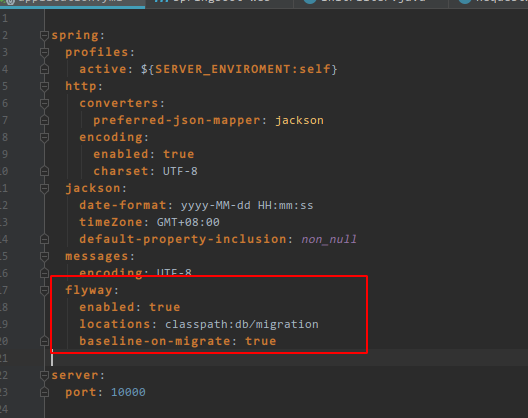 1
2 spring:
3 profiles:
4 active: ${SERVER_ENVIROMENT:self}
5 http:
6 converters:
7 preferred-json-mapper: jackson
8 encoding:
9 enabled: true
10 charset: UTF-8
11 jackson:
12 date-format: yyyy-MM-dd HH:mm:ss
13 timeZone: GMT+08:00
14 default-property-inclusion: non_null
15 messages:
16 encoding: UTF-8
17 flyway:
18 enabled: true
19 locations: classpath:db/migration
20 baseline-on-migrate: true
21
22 server:
23 port: 10000
24